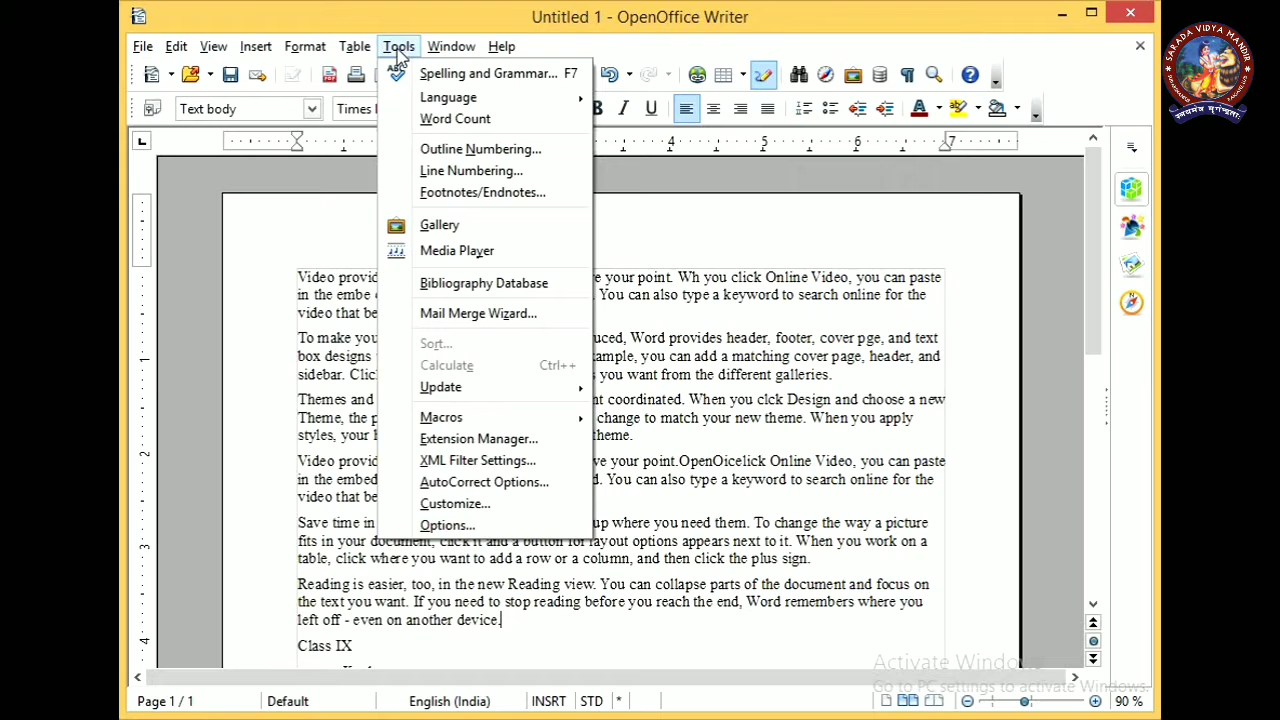 Untitled 1 - OpenOffice Writer
File Edit View Insert Format Table Tools Window Help
Text body Times
Spelling and Grammar... F7
Language
Word Count
Outline Numbering...
Line Numbering...
Footnotes/Endnotes...
Gallery
Media Player
Bibliography Database
Mail Merge Wizard...
Sort...
Calculate Ctrl++
Update
Macros
Extension Manager...
XML Filter Settings...
AutoCorrect Options...
Customize...
Options...
4 5 6 7
1
2
3
4
Video provid e your point. Wh you click Online Video, you can paste
in the embe . You can also type a keyword to search online for the
video that be
To make you uced, Word provides header, footer, cover pge, and text
box designs ample, you can add a matching cover page, header, and
sidebar. Clic s you want from the different galleries.
Themes and nt coordinated. When you clck Design and choose a new
Theme, the p change to match your new theme. When you apply
styles, your h heme.
Video provid ve your point.OpenOicelick Online Video, you can paste
in the embed d. You can also type a keyword to search online for the
video that be
Save time in up where you need them. To change the way a picture
fits in your document, click it and a button for layout options appears next to it. When you work on a
table, click where you want to add a row or a column, and then click the plus sign.
Reading is easier, too, in the new Reading view. You can collapse parts of the document and focus on
the text you want. If you need to stop reading before you reach the end, Word remembers where you
left off - even on another device.
Class IX
Activate Windows
Go to PC settings to activate Windows.
Page 1 / 1 Default English (India) INSRT STD * 90 %
SARADA VIDYA MANDIR